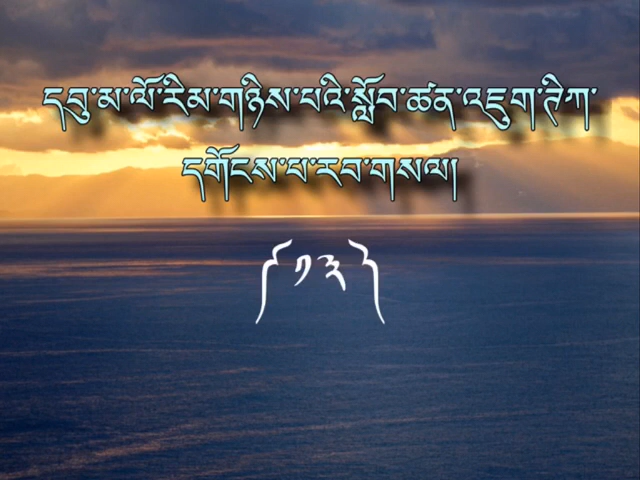 དབུ་མ་ལོ་རིམ་གཉིས་པའི་སློབ་ཚན་འཇུག་ཊཱིཀ་
དགོངས་པ་རབ་གསལ།
༼༡༣༽